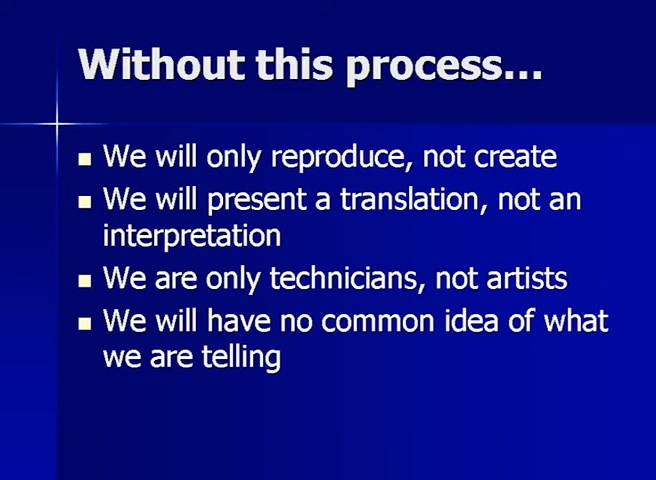 Without this process...
We will only reproduce, not create
We will present a translation, not an
interpretation
We are only technicians, not artists
We will have no common idea of what
we are telling